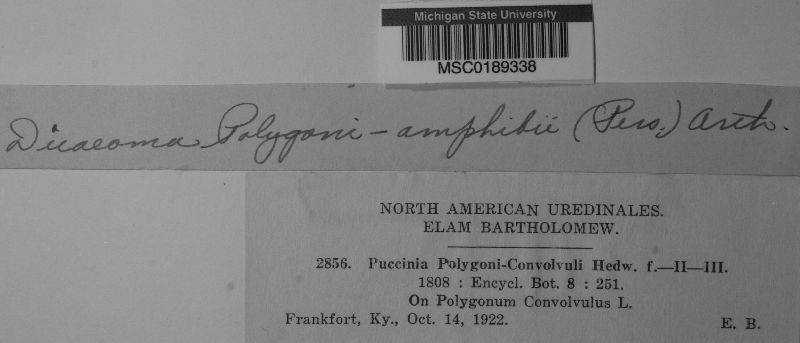 Michigan State University
MSC0189338
Dicaeoma Polygoni-amphibii (Pers.) Arth.
NORTH AMERICAN UREDINALES.
ELAM BARTHOLOMEW.
2856. Puccinia Polygoni-Convolvuli Hedw. f.—II—III.
1808 : Encycl. Bot. 8 : 251.
On Polygonum Convolvulus L.
Frankfort, Ky., Oct. 14, 1922. E. B.